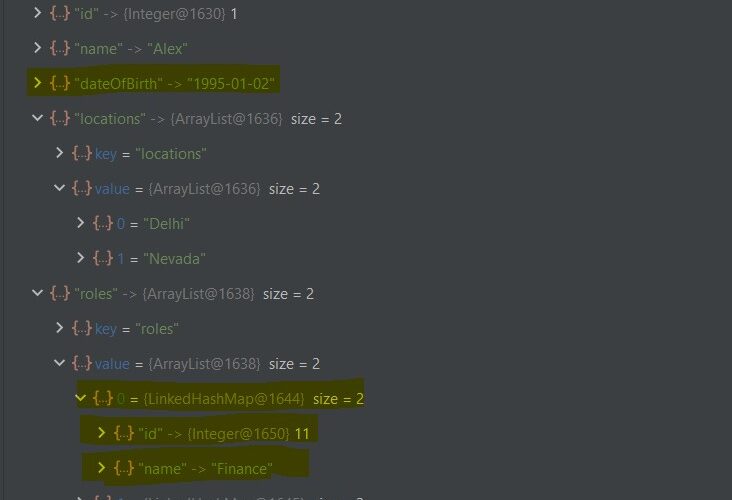 {..} "id" -> {Integer@1630} 1
{..} "name" -> "Alex"
{..} "dateOfBirth" -> "1995-01-02"
{..} "locations" -> {ArrayList@1636} size = 2
{..} key = "locations"
{..} value = {ArrayList@1636} size = 2
{..} 0 = "Delhi"
{..} 1 = "Nevada"
{..} "roles" -> {ArrayList@1638} size = 2
{..} key = "roles"
{..} value = {ArrayList@1638} size = 2
{..} 0 = {LinkedHashMap@1644} size = 2
{..} "id" -> {Integer@1650} 11
{..} "name" -> "Finance"